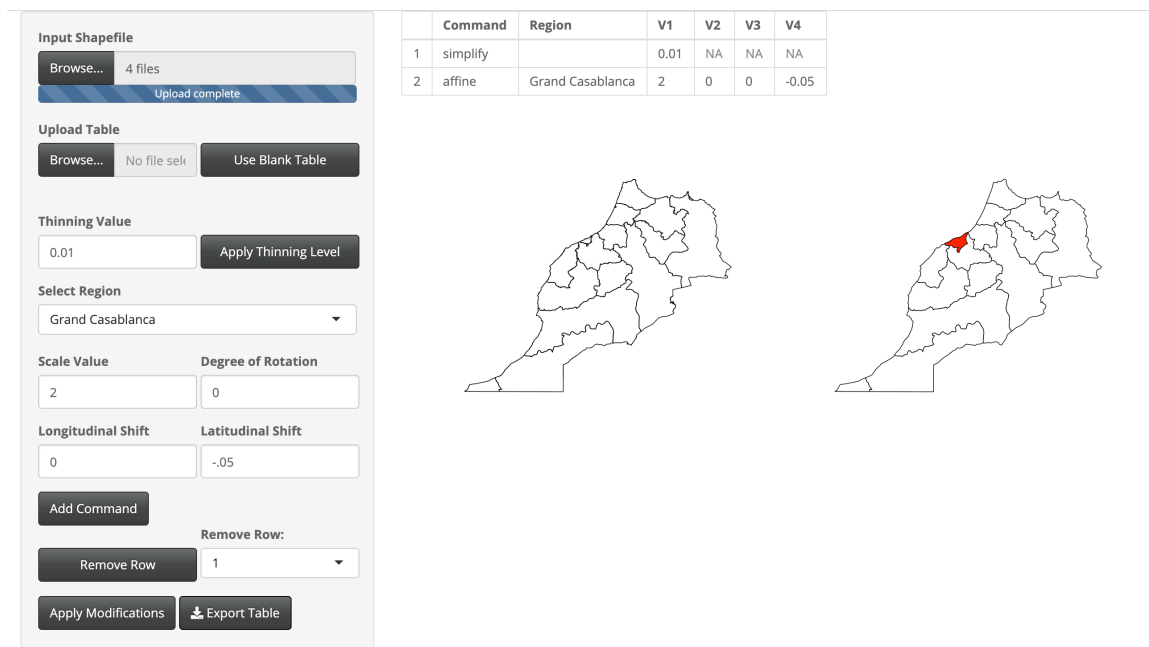 Input Shapefile
Browse... 4 files
Upload complete
Upload Table
Browse... No file sele Use Blank Table
Thinning Value
0.01 Apply Thinning Level
Select Region
Grand Casablanca
Scale Value Degree of Rotation
2 0
Longitudinal Shift Latitudinal Shift
0 -.05
Add Command
Remove Row:
Remove Row 1
Apply Modifications Export Table
Command Region V1 V2 V3 V4
1 simplify 0.01 NA NA NA
2 affine Grand Casablanca 2 0 0 -0.05